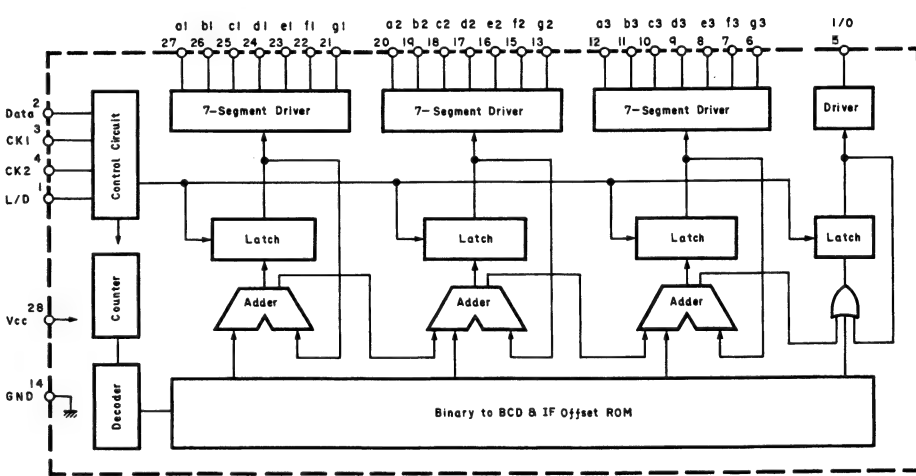 a1 b1 c1 d1 e1 f1 g1 a2 b2 c2 d2 e2 f2 g2 a3 b3 c3 d3 e3 f3 g3 I/O
27 26 25 24 23 22 21 20 19 18 17 16 15 13 12 11 10 9 8 7 6 5
7-Segment Driver 7-Segment Driver 7-Segment Driver Driver
Data 2
CK1 3
CK2 4
L/D 1
Control Circuit
Latch Latch Latch Latch
Counter
Adder Adder Adder
Vcc 28
GND 14
Decoder
Binary to BCD & IF Offset ROM